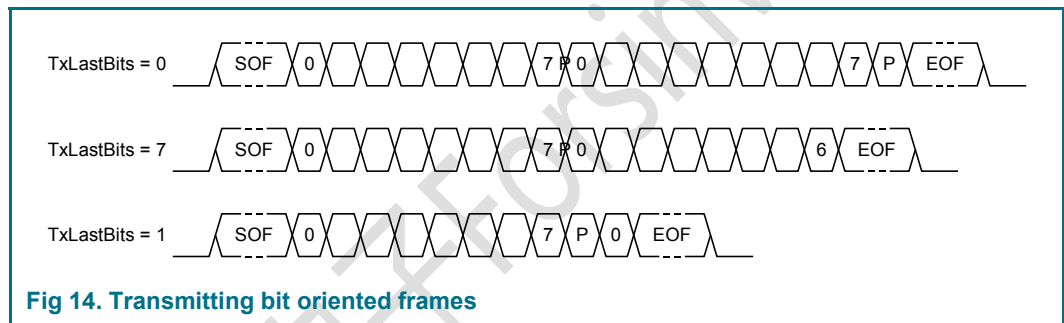 TxLastBits = 0 SOF 0 7 P 0 7 P EOF
TxLastBits = 7 SOF 0 7 P 0 6 EOF
TxLastBits = 1 SOF 0 7 P 0 EOF
Fig 14. Transmitting bit oriented frames